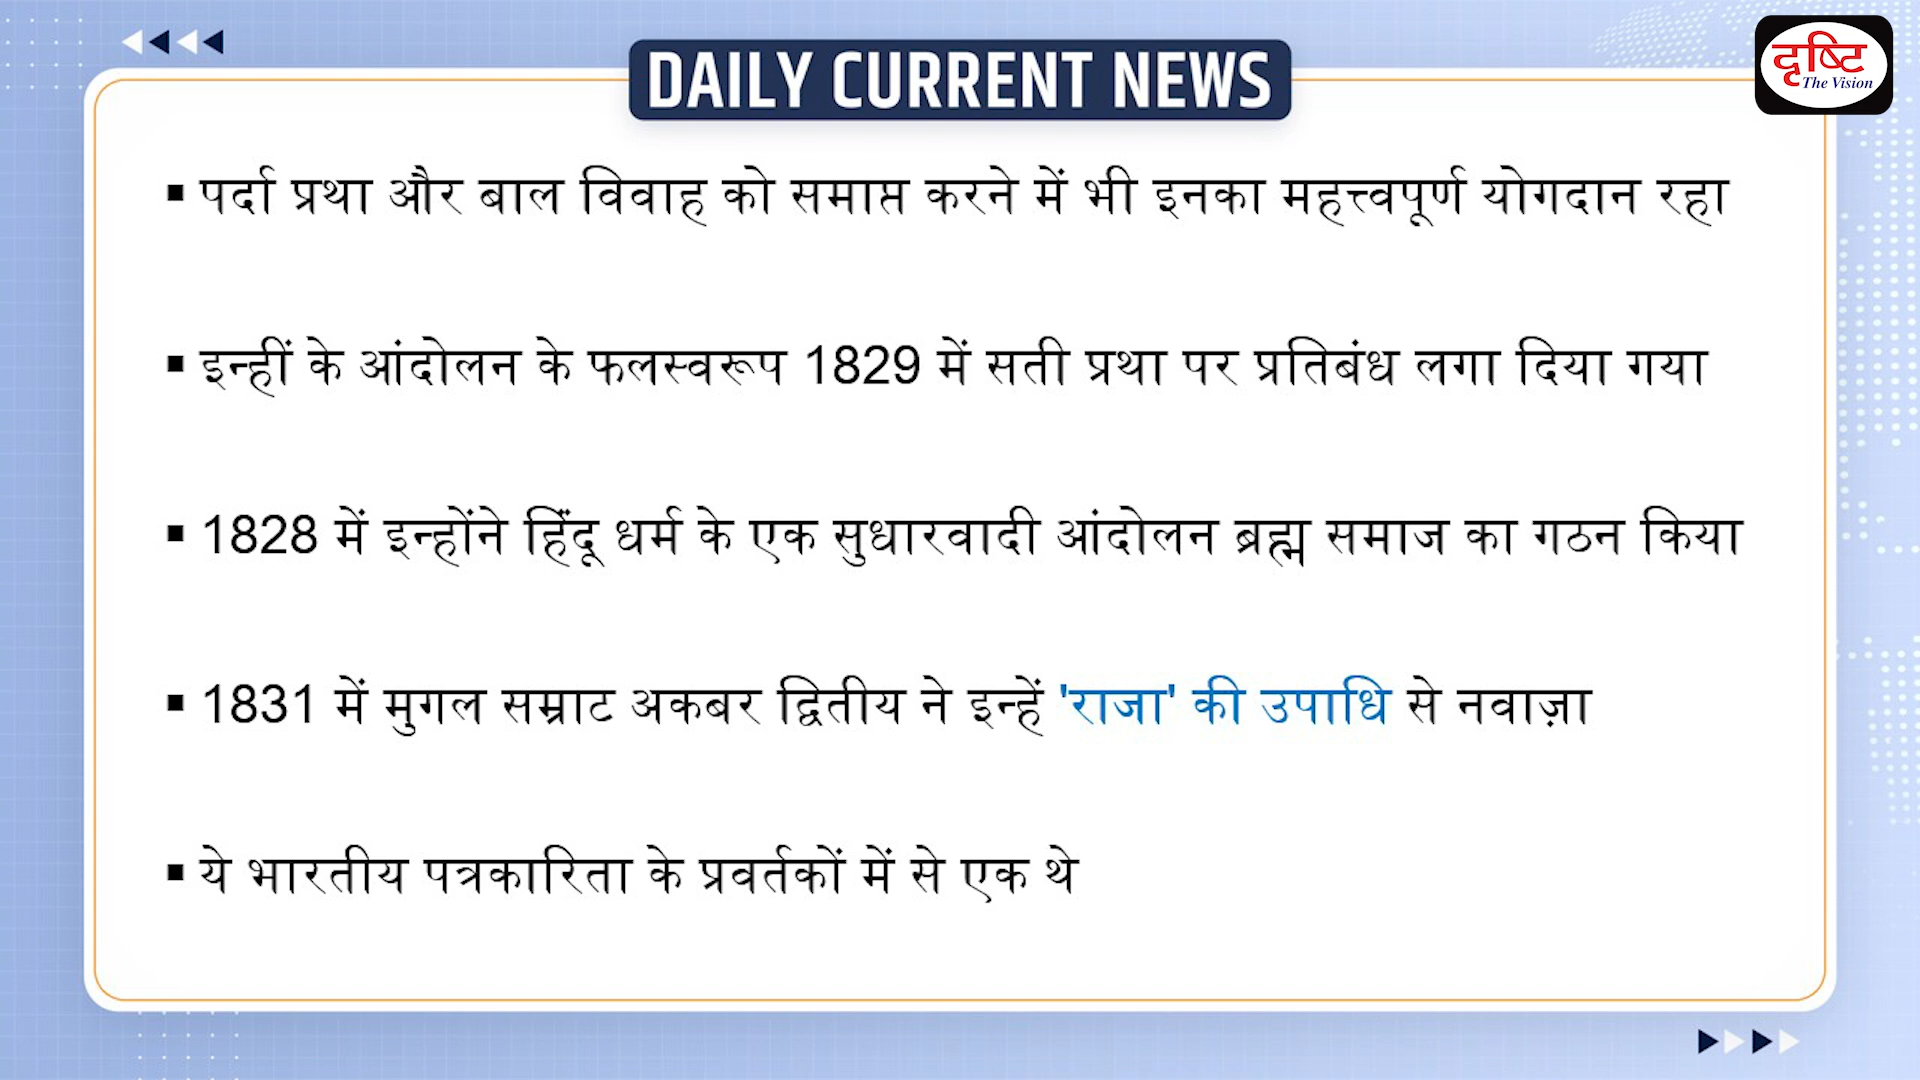 DAILY CURRENT NEWS
दृष्टि
The Vision
▪ पर्दा प्रथा और बाल विवाह को समाप्त करने में भी इनका महत्त्वपूर्ण योगदान रहा
▪ इन्हीं के आंदोलन के फलस्वरूप 1829 में सती प्रथा पर प्रतिबंध लगा दिया गया
▪ 1828 में इन्होंने हिंदू धर्म के एक सुधारवादी आंदोलन ब्रह्म समाज का गठन किया
▪ 1831 में मुगल सम्राट अकबर द्वितीय ने इन्हें 'राजा' की उपाधि से नवाज़ा
▪ ये भारतीय पत्रकारिता के प्रवर्तकों में से एक थे